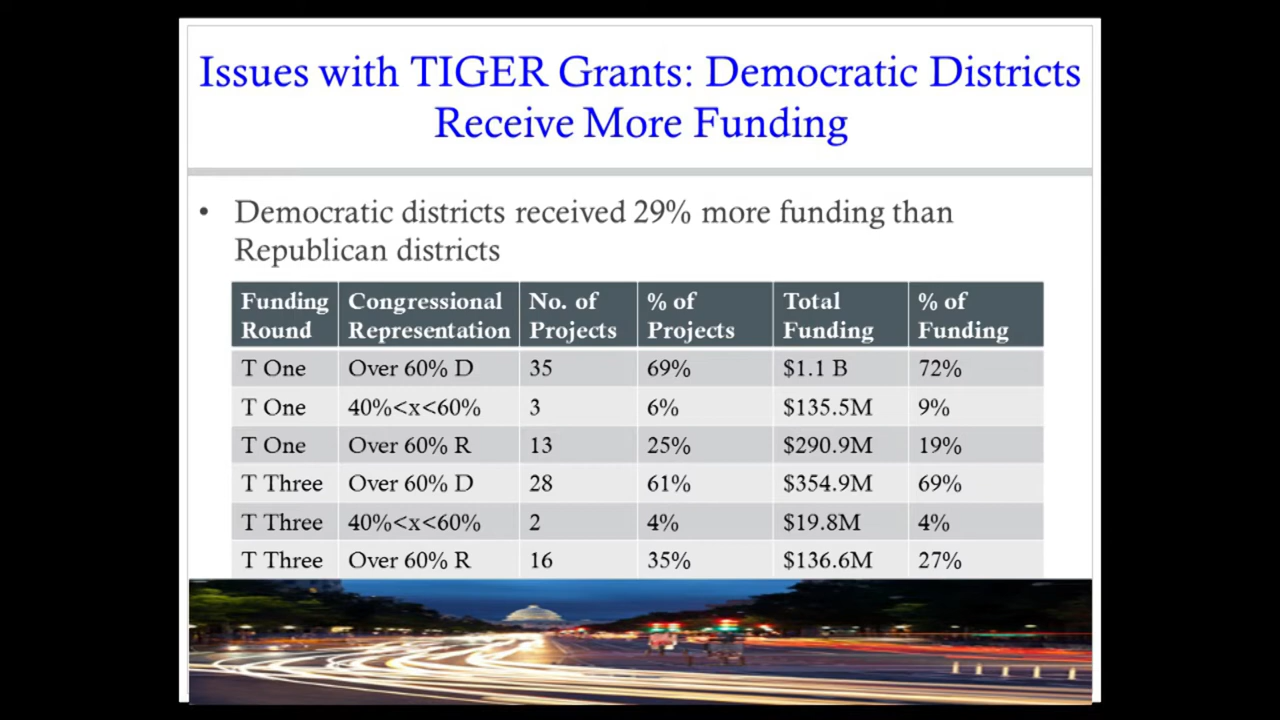 Issues with TIGER Grants: Democratic Districts
Receive More Funding
• Democratic districts received 29% more funding than
Republican districts
Funding Round | Congressional Representation | No. of Projects | % of Projects | Total Funding | % of Funding
T One | Over 60% D | 35 | 69% | $1.1 B | 72%
T One | 40%<x<60% | 3 | 6% | $135.5M | 9%
T One | Over 60% R | 13 | 25% | $290.9M | 19%
T Three | Over 60% D | 28 | 61% | $354.9M | 69%
T Three | 40%<x<60% | 2 | 4% | $19.8M | 4%
T Three | Over 60% R | 16 | 35% | $136.6M | 27%